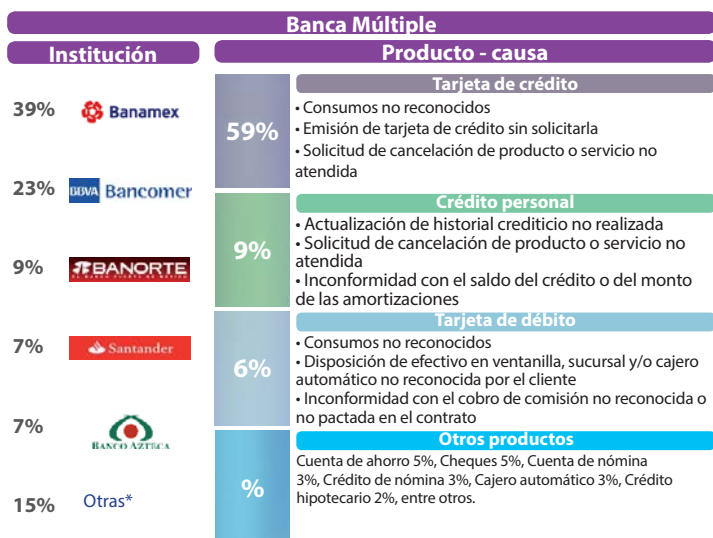 Banca Múltiple
Institución
39% Banamex
23% BBVA Bancomer
9% BANORTE
EL BANCO FUERTE DE MÉXICO
7% Santander
7% BANCO AZTECA
15% Otras*
Producto - causa
Tarjeta de crédito
59%
• Consumos no reconocidos
• Emisión de tarjeta de crédito sin solicitarla
• Solicitud de cancelación de producto o servicio no
atendida
Crédito personal
9%
• Actualización de historial crediticio no realizada
• Solicitud de cancelación de producto o servicio no
atendida
• Inconformidad con el saldo del crédito o del monto
de las amortizaciones
Tarjeta de débito
6%
• Consumos no reconocidos
• Disposición de efectivo en ventanilla, sucursal y/o cajero
automático no reconocida por el cliente
• Inconformidad con el cobro de comisión no reconocida o
no pactada en el contrato
Otros productos
%
Cuenta de ahorro 5%, Cheques 5%, Cuenta de nómina
3%, Crédito de nómina 3%, Cajero automático 3%, Crédito
hipotecario 2%, entre otros.